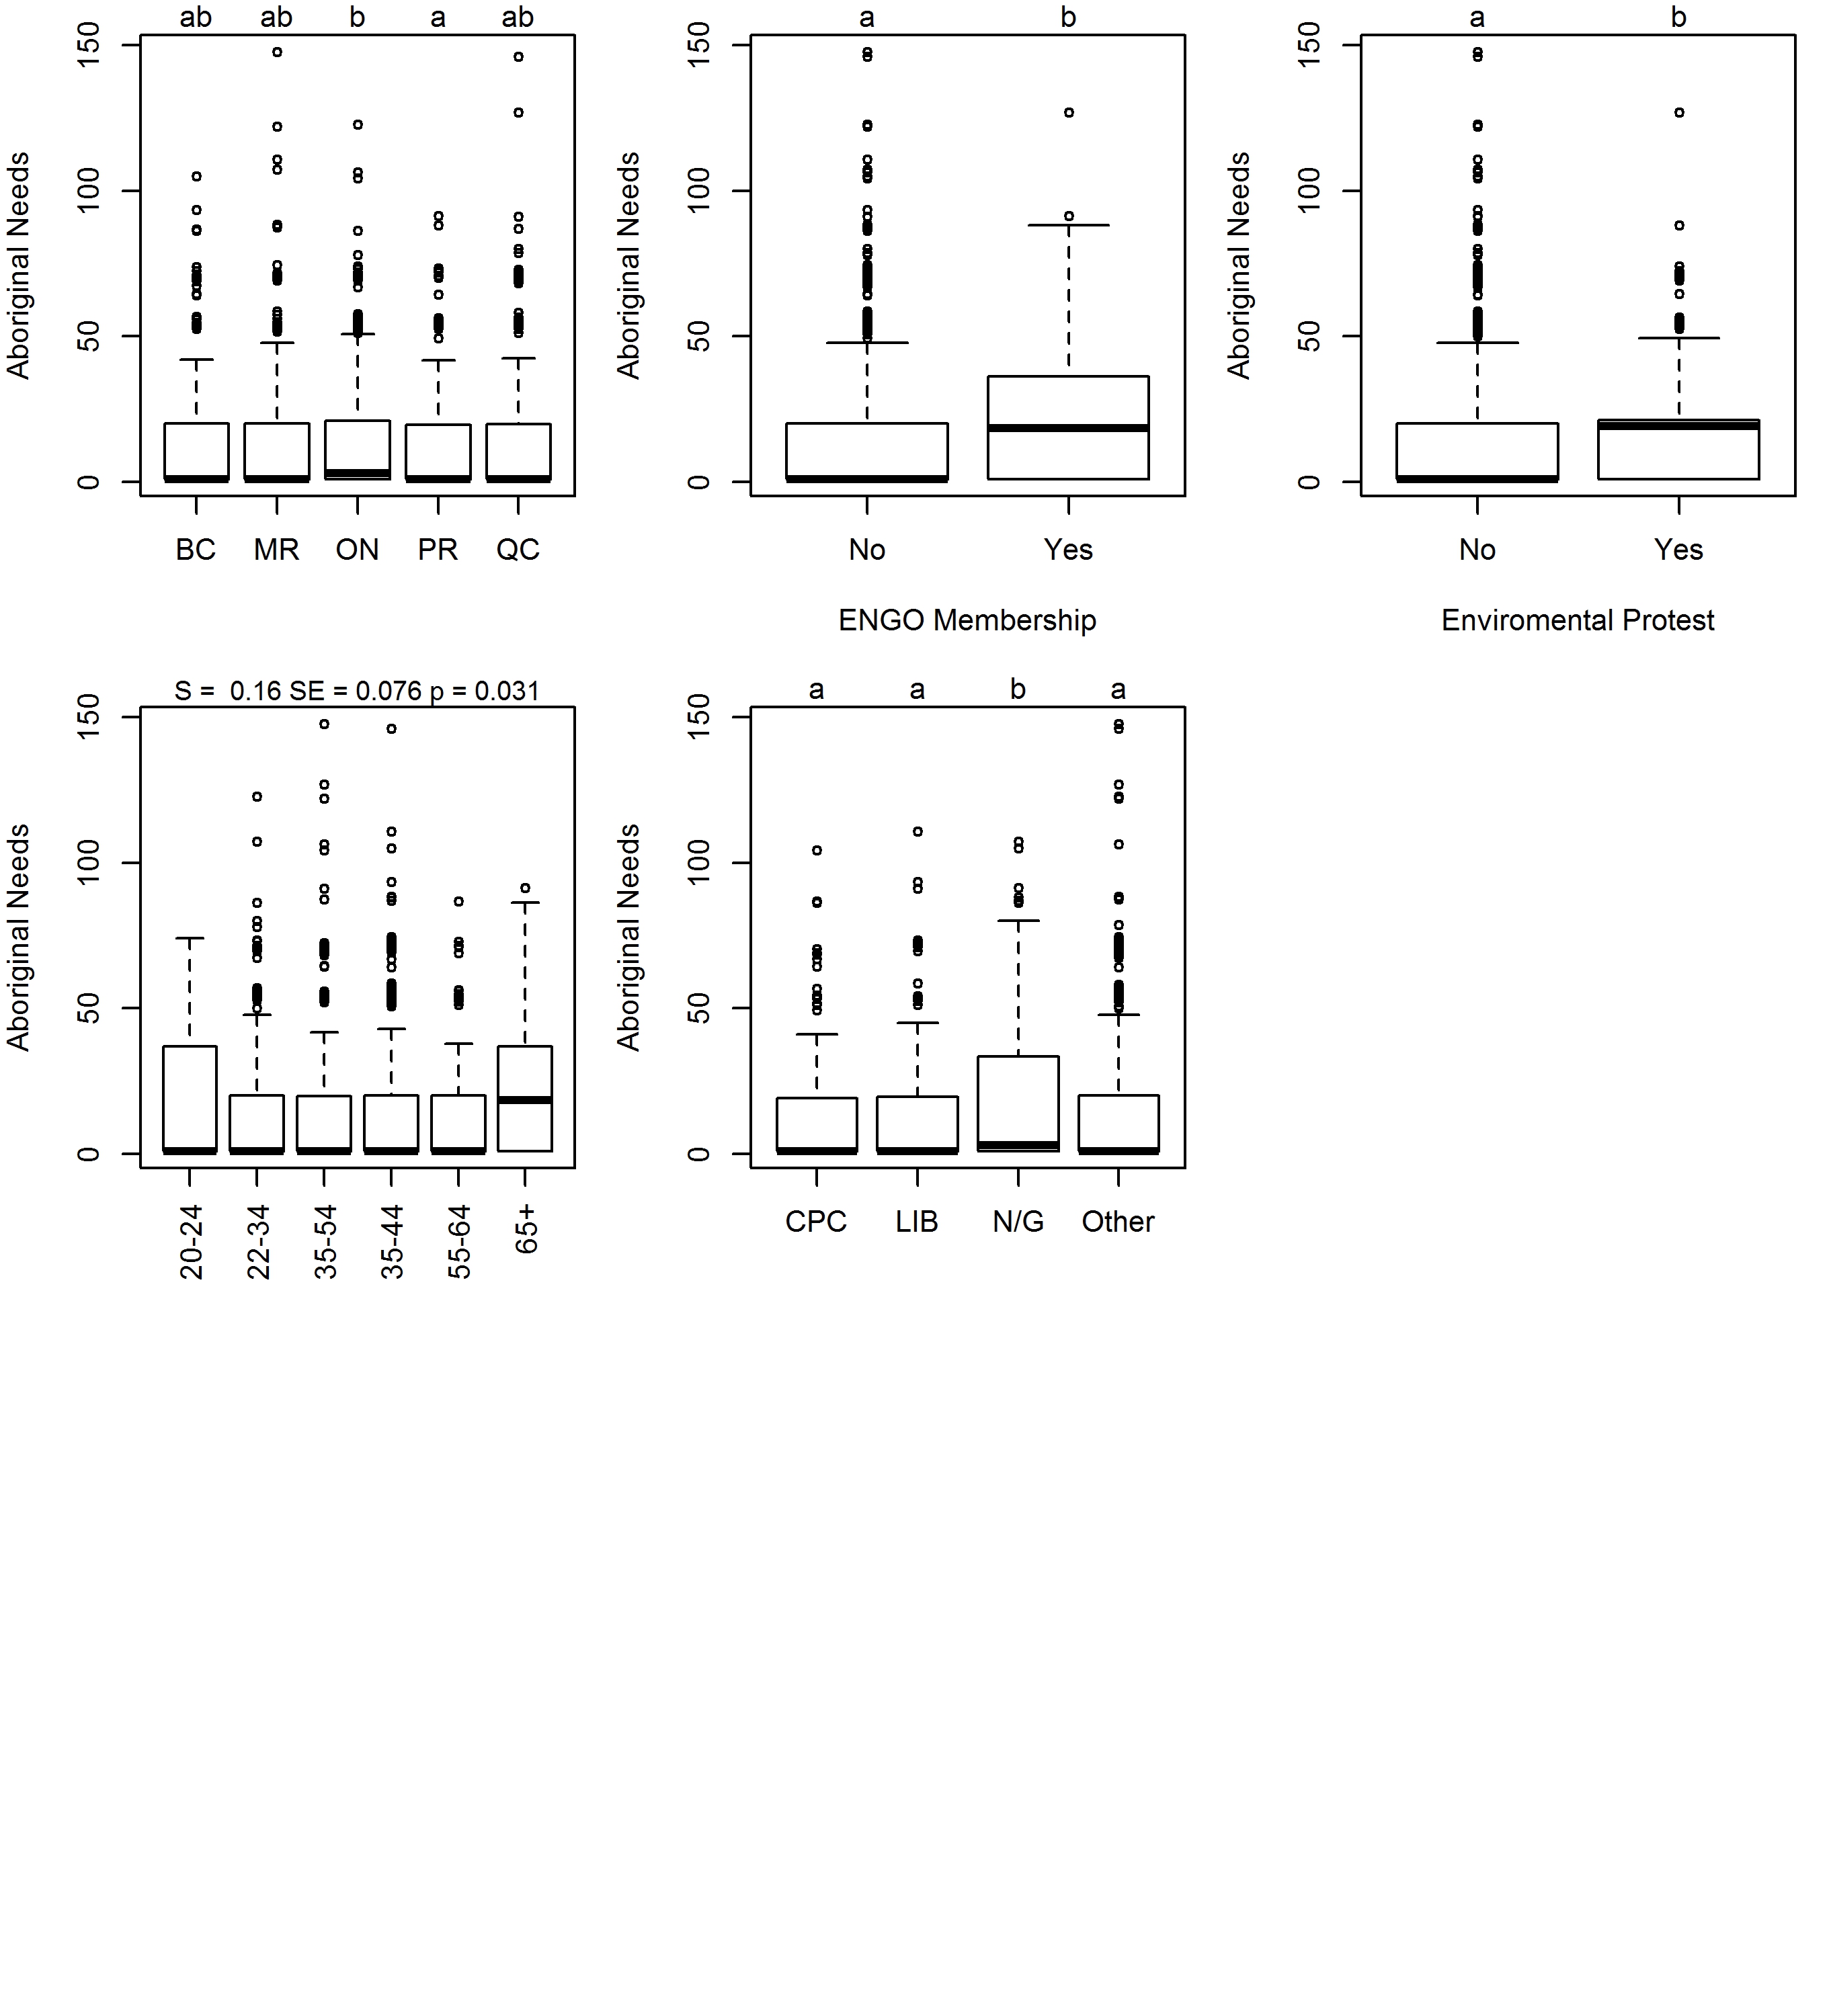 ab ab b a ab
150
100
50
0
Aboriginal Needs
BC MR ON PR QC
a b
150
100
50
0
Aboriginal Needs
No Yes
ENGO Membership
a b
150
100
50
0
Aboriginal Needs
No Yes
Enviromental Protest
S = 0.16 SE = 0.076 p = 0.031
150
100
50
0
Aboriginal Needs
20-24 22-34 35-54 35-44 55-64 65+
a a b a
150
100
50
0
Aboriginal Needs
CPC LIB N/G Other